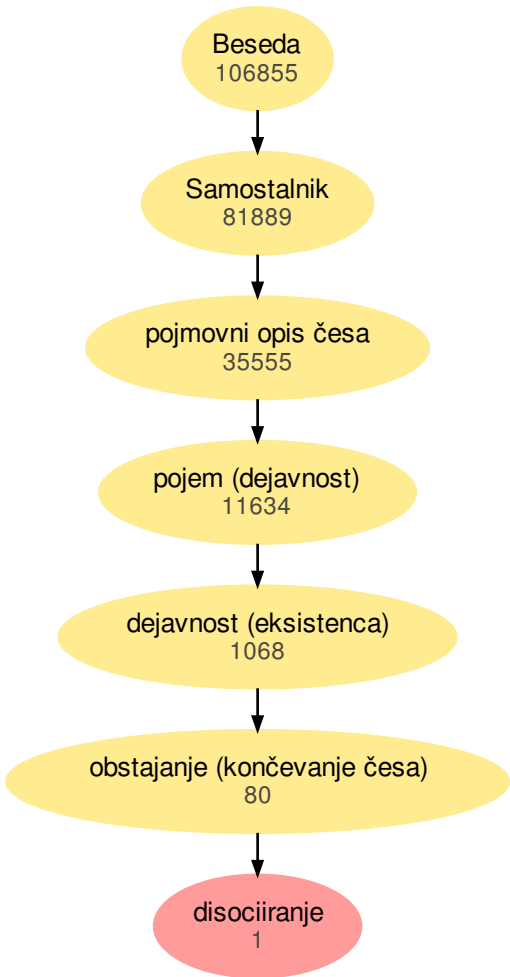 Beseda
106855
Samostalnik
81889
pojmovni opis česa
35555
pojem (dejavnost)
11634
dejavnost (eksistenca)
1068
obstajanje (končevanje česa)
80
disociiranje
1